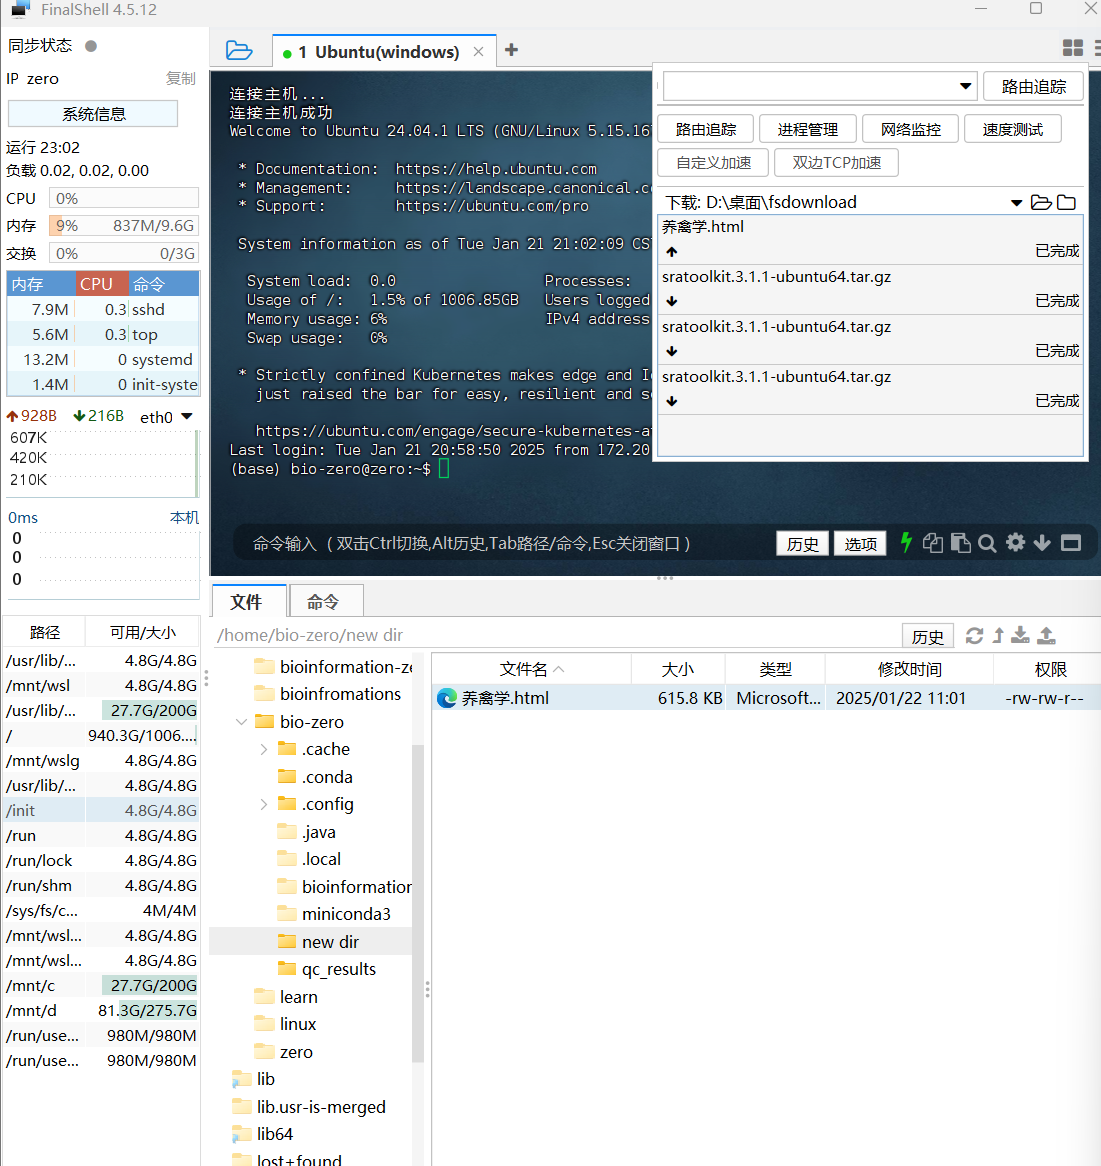 FinalShell 4.5.12
同步状态
IP zero
复制
系统信息
运行 23:02
负载 0.02, 0.02, 0.00
CPU 0%
内存 9% 837M/9.6G
交换 0% 0/3G
内存 CPU 命令
7.9M 0.3 sshd
5.6M 0.3 top
13.2M 0 systemd
1.4M 0 init-syste
928B 216B eth0
607K
420K
210K
0ms 本机
0
0
0
路径 可用/大小
/usr/lib/... 4.8G/4.8G
/mnt/wsl 4.8G/4.8G
/usr/lib/... 27.7G/200G
/ 940.3G/1006....
/mnt/wslg 4.8G/4.8G
/usr/lib/... 4.8G/4.8G
/init 4.8G/4.8G
/run 4.8G/4.8G
/run/lock 4.8G/4.8G
/run/shm 4.8G/4.8G
/sys/fs/c... 4M/4M
/mnt/wsl... 4.8G/4.8G
/mnt/wsl... 4.8G/4.8G
/mnt/c 27.7G/200G
/mnt/d 81.3G/275.7G
/run/use... 980M/980M
/run/use... 980M/980M
1 Ubuntu(windows)
连接主机...
连接主机成功
Welcome to Ubuntu 24.04.1 LTS (GNU/Linux 5.15.16
* Documentation: https://help.ubuntu.com
* Management: https://landscape.canonical.c
* Support: https://ubuntu.com/pro
System information as of Tue Jan 21 21:02:09 CS
System load: 0.0 Processes:
Usage of /: 1.5% of 1006.85GB Users logged
Memory usage: 6% IPv4 address
Swap usage: 0%
* Strictly confined Kubernetes makes edge and I
just raised the bar for easy, resilient and s
https://ubuntu.com/engage/secure-kubernetes-a
Last login: Tue Jan 21 20:58:50 2025 from 172.20
(base) bio-zero@zero:~$
路由追踪
路由追踪 进程管理 网络监控 速度测试
自定义加速 双边TCP加速
下载: D:\桌面\fsdownload
养禽学.html
已完成
sratoolkit.3.1.1-ubuntu64.tar.gz
已完成
sratoolkit.3.1.1-ubuntu64.tar.gz
已完成
sratoolkit.3.1.1-ubuntu64.tar.gz
已完成
命令输入 (双击Ctrl切换,Alt历史,Tab路径/命令,Esc关闭窗口)
历史 选项
文件 命令
/home/bio-zero/new dir
历史
bioinformation-ze
bioinfromations
bio-zero
.cache
.conda
.config
.java
.local
bioinformation
miniconda3
new dir
qc_results
learn
linux
zero
lib
lib.usr-is-merged
lib64
lost+found
文件名 大小 类型 修改时间 权限
养禽学.html 615.8 KB Microsoft... 2025/01/22 11:01 -rw-rw-r--